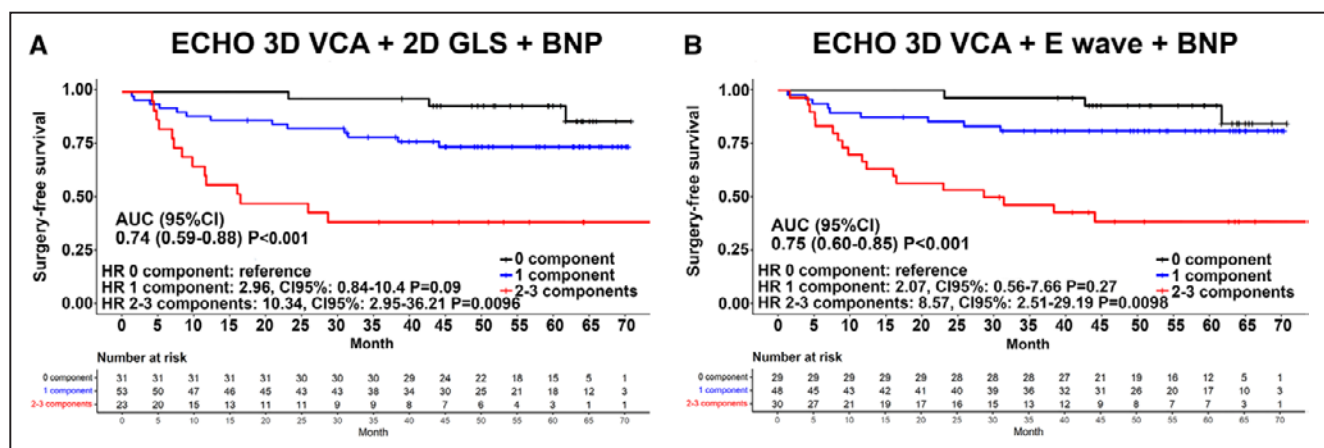 A
ECHO 3D VCA + 2D GLS + BNP
Surgery-free survival
1.00
0.75
0.50
0.25
0.00
AUC (95%CI)
0.74 (0.59-0.88) P<0.001
0 component
1 component
2-3 components
HR 0 component: reference
HR 1 component: 2.96, CI95%: 0.84-10.4 P=0.09
HR 2-3 components: 10.34, CI95%: 2.95-36.21 P=0.0096
0 5 10 15 20 25 30 35 40 45 50 55 60 65 70
Month
Number at risk
0 component 31 31 31 31 31 30 30 30 29 24 22 18 15 5 1
1 component 53 50 47 46 45 43 43 38 34 30 25 21 18 12 3
2-3 components 23 20 15 13 11 11 9 9 8 7 6 4 3 1 1
0 5 10 15 20 25 30 35 40 45 50 55 60 65 70
Month
B
ECHO 3D VCA + E wave + BNP
Surgery-free survival
1.00
0.75
0.50
0.25
0.00
AUC (95%CI)
0.75 (0.60-0.85) P<0.001
0 component
1 component
2-3 components
HR 0 component: reference
HR 1 component: 2.07, CI95%: 0.56-7.66 P=0.27
HR 2-3 components: 8.57, CI95%: 2.51-29.19 P=0.0098
0 5 10 15 20 25 30 35 40 45 50 55 60 65 70
Month
Number at risk
0 component 29 29 29 29 29 28 28 28 27 21 19 16 12 5 1
1 component 48 45 43 42 41 40 39 36 32 31 26 20 17 10 3
2-3 components 30 27 21 19 17 16 15 13 12 9 8 7 7 3 1
0 5 10 15 20 25 30 35 40 45 50 55 60 65 70
Month